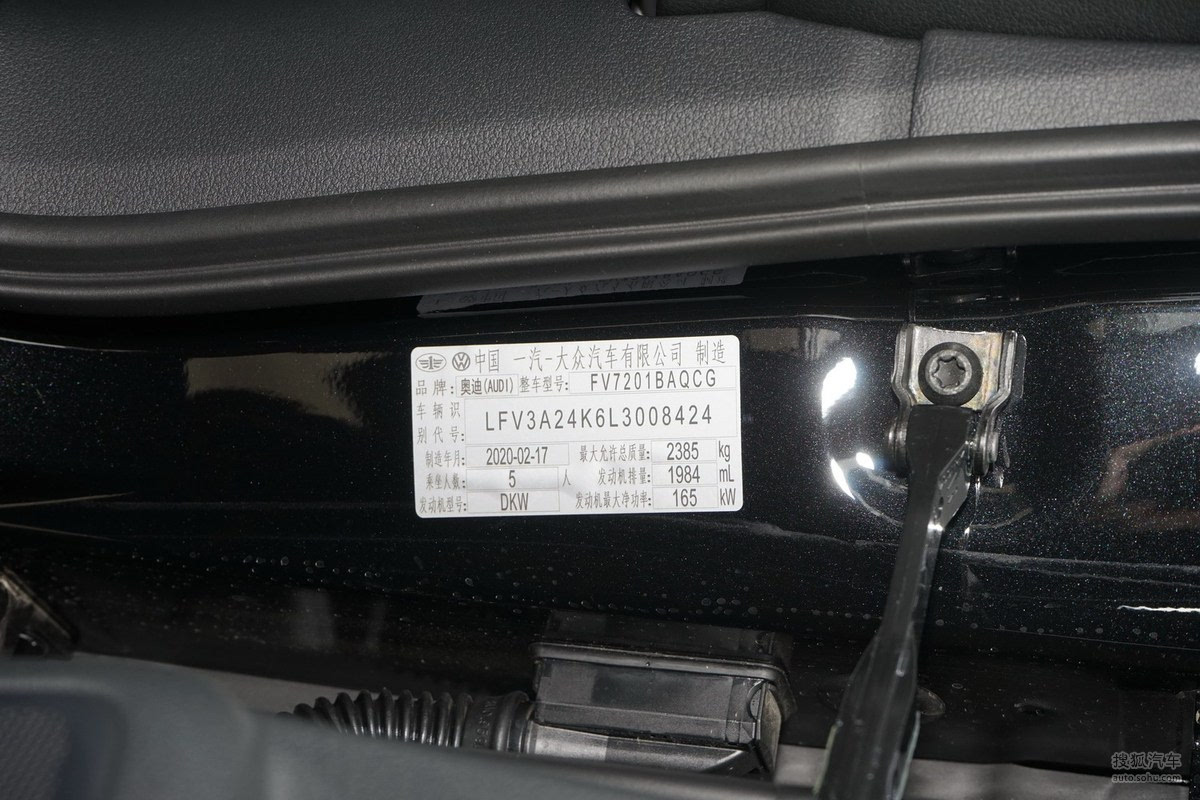 中国 一汽-大众汽车有限公司 制造
品牌: 奥迪(AUDI) 整车型号: FV7201BAQCG
车辆识别代号: LFV3A24K6L3008424
制造年月: 2020-02-17 最大允许总质量: 2385 kg
乘坐人数: 5 人 发动机排量: 1984 mL
发动机型号: DKW 发动机最大净功率: 165 kW
搜狐汽车
auto.sohu.com